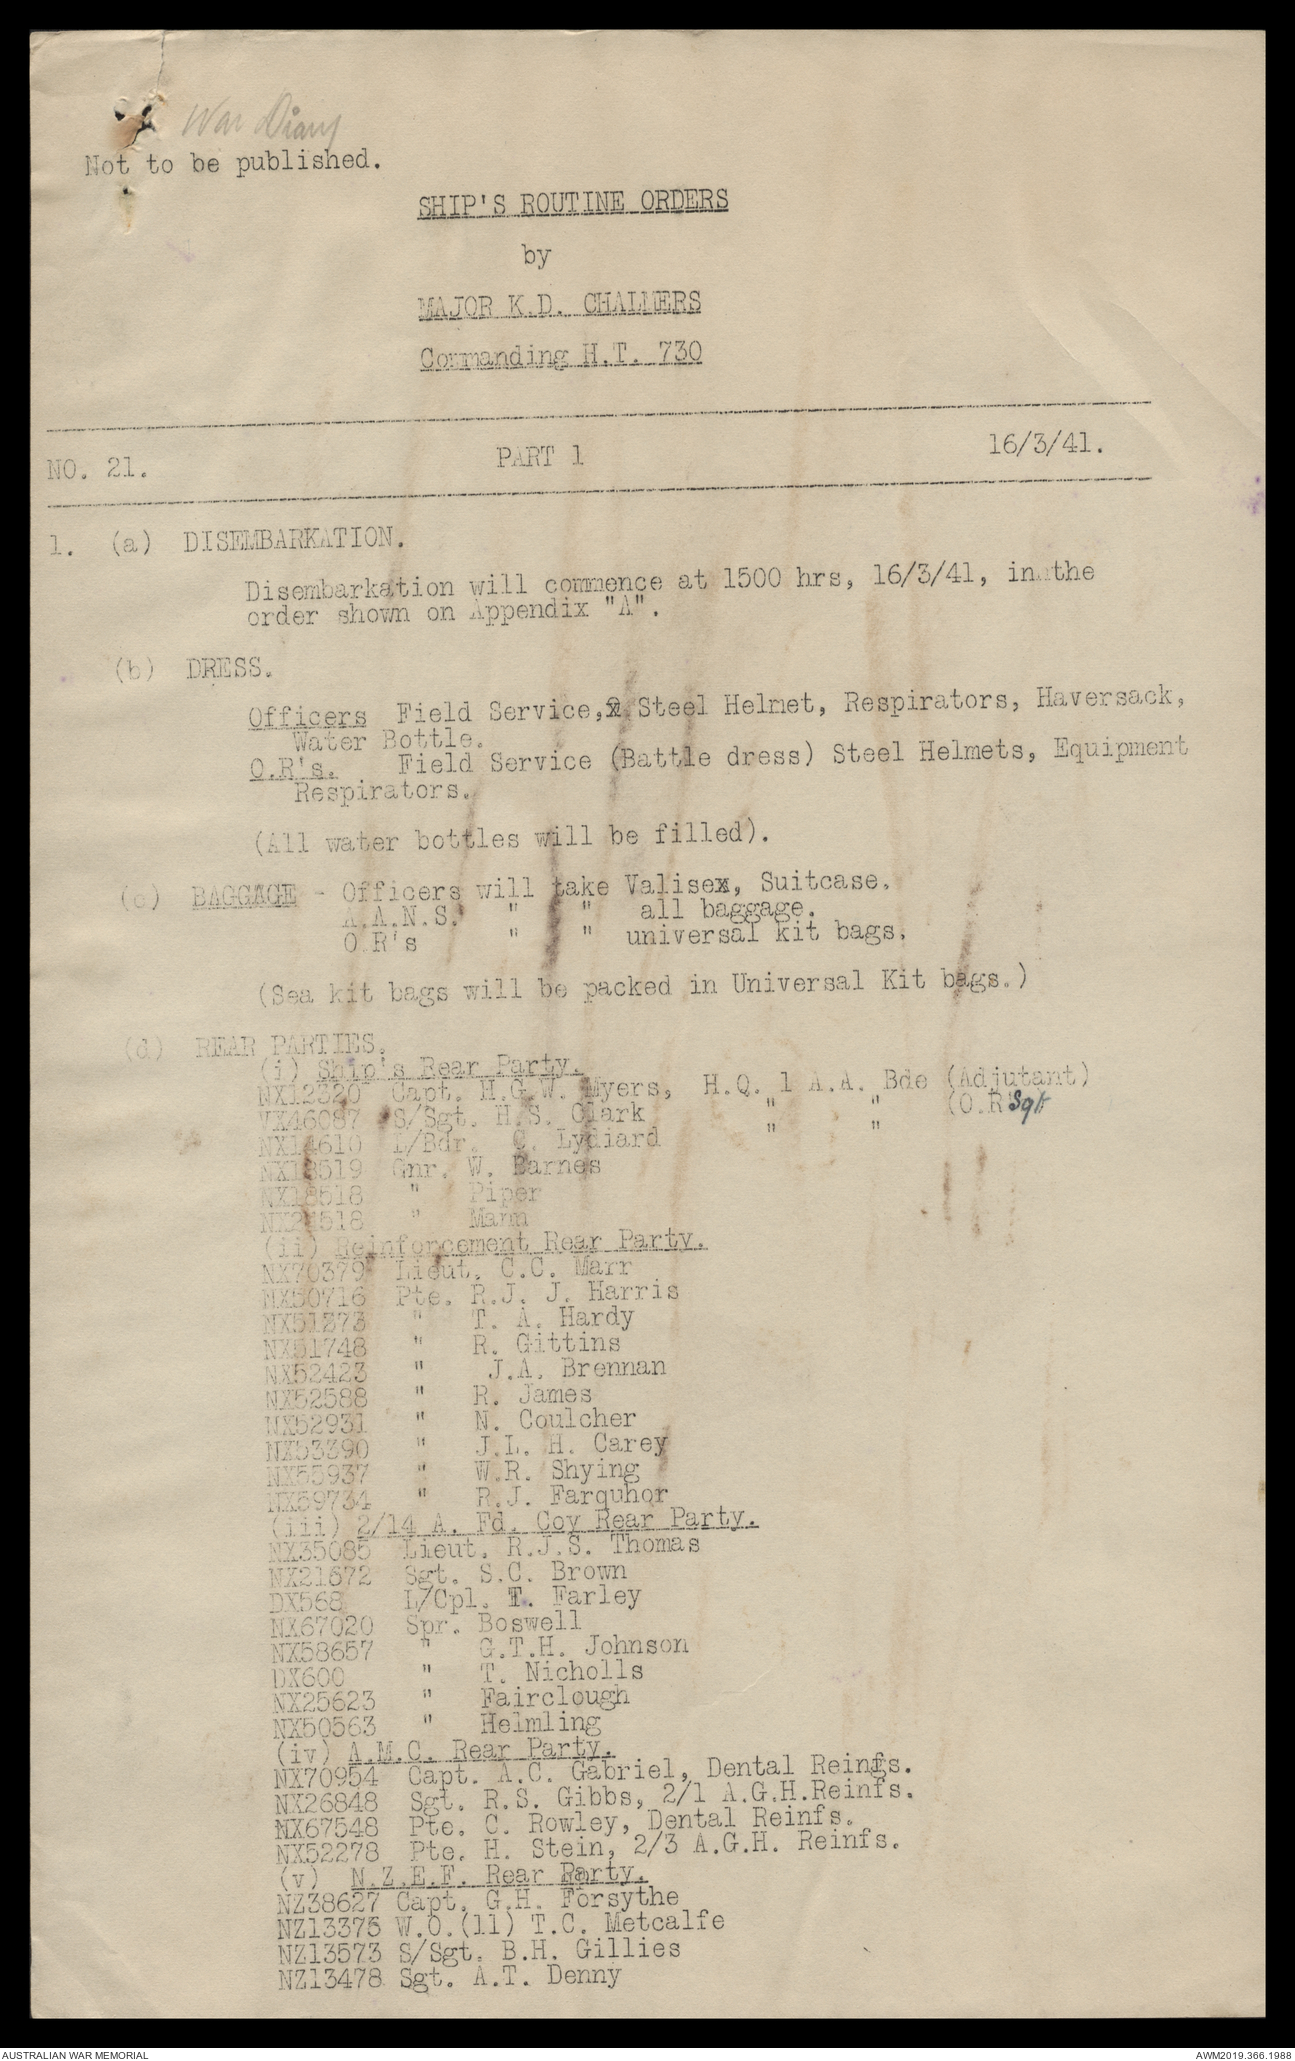 War Diary
Not to be published.
SHIP'S ROUTINE ORDERS
by
MAJOR K.D. CHALMERS
Commanding H.T. 730
NO. 21. PART 1 16/3/41.
1. (a) DISEMBARKATION.
Disembarkation will commence at 1500 hrs, 16/3/41, in the
order shown on Appendix "A".
(b) DRESS.
Officers Field Service, Steel Helmet, Respirators, Haversack,
Water Bottle.
O.R's. Field Service (Battle dress) Steel Helmets, Equipment
Respirators.
(All water bottles will be filled).
(c) BAGGAGE - Officers will take Valise, Suitcase.
A.A.N.S. " " all baggage.
O.R's " " universal kit bags.
(Sea kit bags will be packed in Universal Kit bags.)
(d) REAR PARTIES.
(i) Ship's Rear Party.
NX12320 Capt. H.G.W. Myers, H.Q. 1 A.A. Bde (Adjutant)
VX46087 S/Sgt. H.S. Clark " " (O.R Sgt
NX14610 L/Bdr. C. Lydiard " "
NX18519 Gnr. W. Barnes
NX18518 " Piper
" Mann
(ii) Reinforcement Rear Party.
NX70379 Lieut. C.C. Marr
NX50716 Pte. R.J. J. Harris
NX51373 " T. A. Hardy
NX51748 " R. Gittins
NX52423 " J.A. Brennan
NX52588 " R. James
NX52931 " N. Coulcher
NX53390 " J.L. H. Carey
NX53937 " W.R. Shying
NX59734 " R.J. Farquhor
(iii) 2/14 A. Fd. Coy Rear Party.
NX35085 Lieut. R.J.S. Thomas
NX21672 Sgt. S.C. Brown
DX568 L/Cpl. T. Farley
NX67020 Spr. Boswell
NX58657 " G.T.H. Johnson
DX600 " T. Nicholls
NX25623 " Fairclough
NX50563 " Helmling
(iv) A.M.C. Rear Party.
NX70954 Capt. A.C. Gabriel, Dental Reinfs.
NX26848 Sgt. R.S. Gibbs, 2/1 A.G.H.Reinfs.
NX67548 Pte. C. Rowley, Dental Reinfs.
NX52278 Pte. H. Stein, 2/3 A.G.H. Reinfs.
(v) N.Z.E.F. Rear Party.
NZ38627 Capt. G.H. Forsythe
NZ13375 W.O.(11) T.C. Metcalfe
NZ13573 S/Sgt. B.H. Gillies
NZ13478 Sgt. A.T. Denny
AUSTRALIAN WAR MEMORIAL AWM2019.366.1988